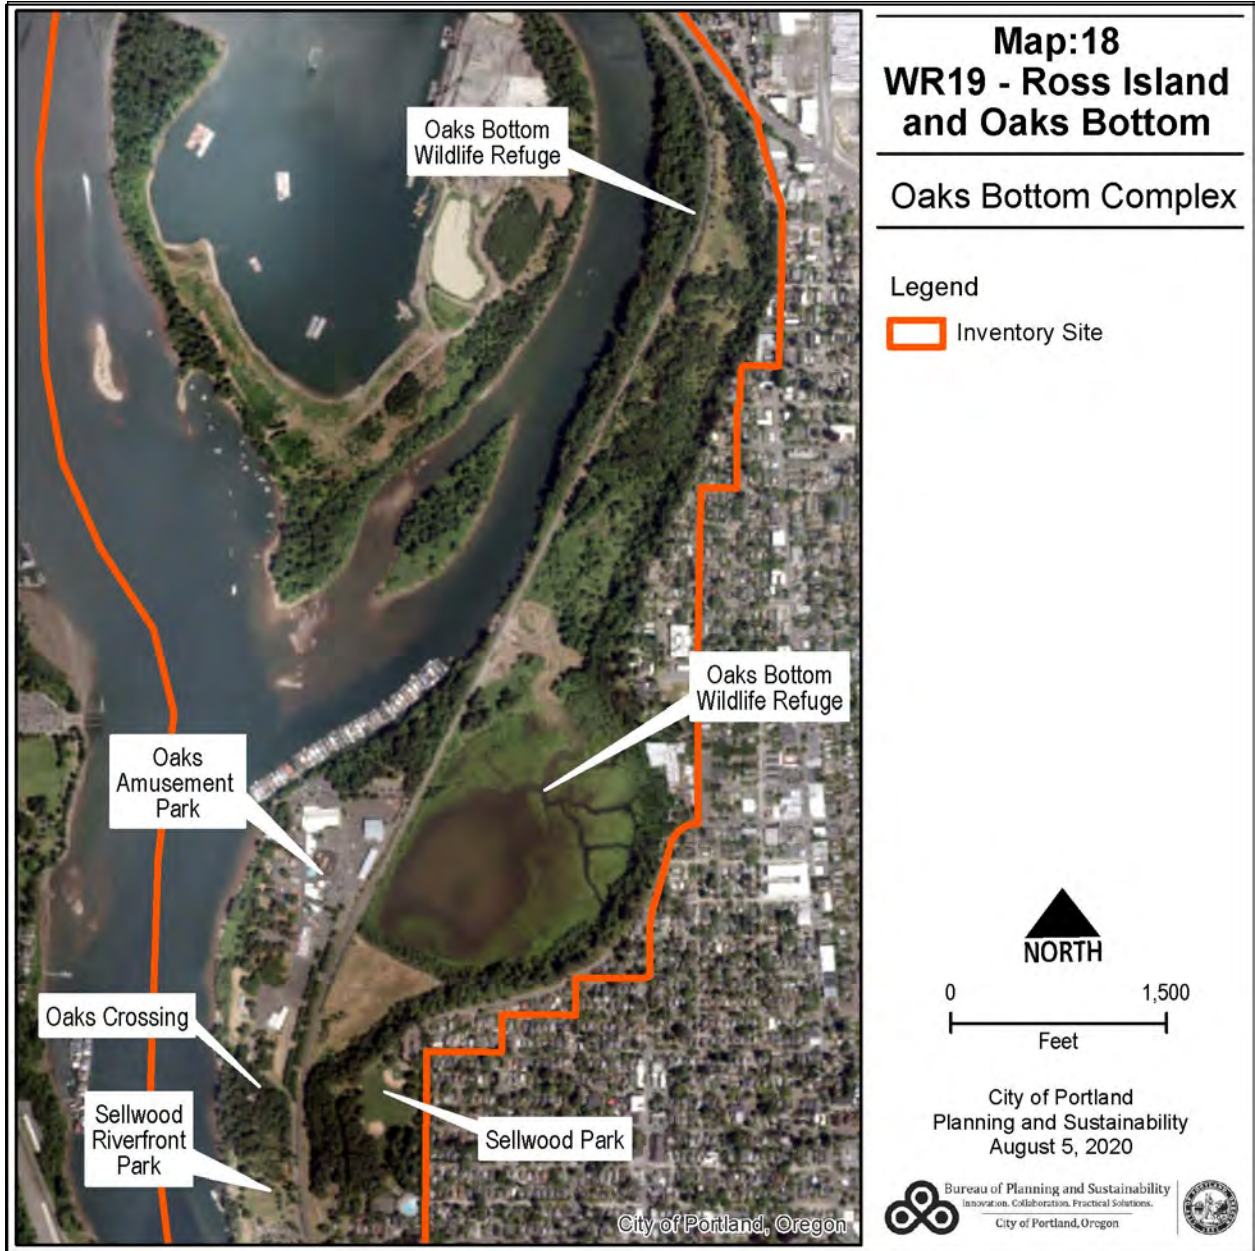 Map:18
WR19 - Ross Island
and Oaks Bottom
Oaks Bottom Complex
Legend
Inventory Site
Oaks Bottom
Wildlife Refuge
Oaks Bottom
Wildlife Refuge
Oaks
Amusement
Park
Oaks Crossing
Sellwood
Riverfront
Park
Sellwood Park
City of Portland, Oregon
NORTH
0 1,500
Feet
City of Portland
Planning and Sustainability
August 5, 2020
Bureau of Planning and Sustainability
Innovation. Collaboration. Practical Solutions.
City of Portland, Oregon